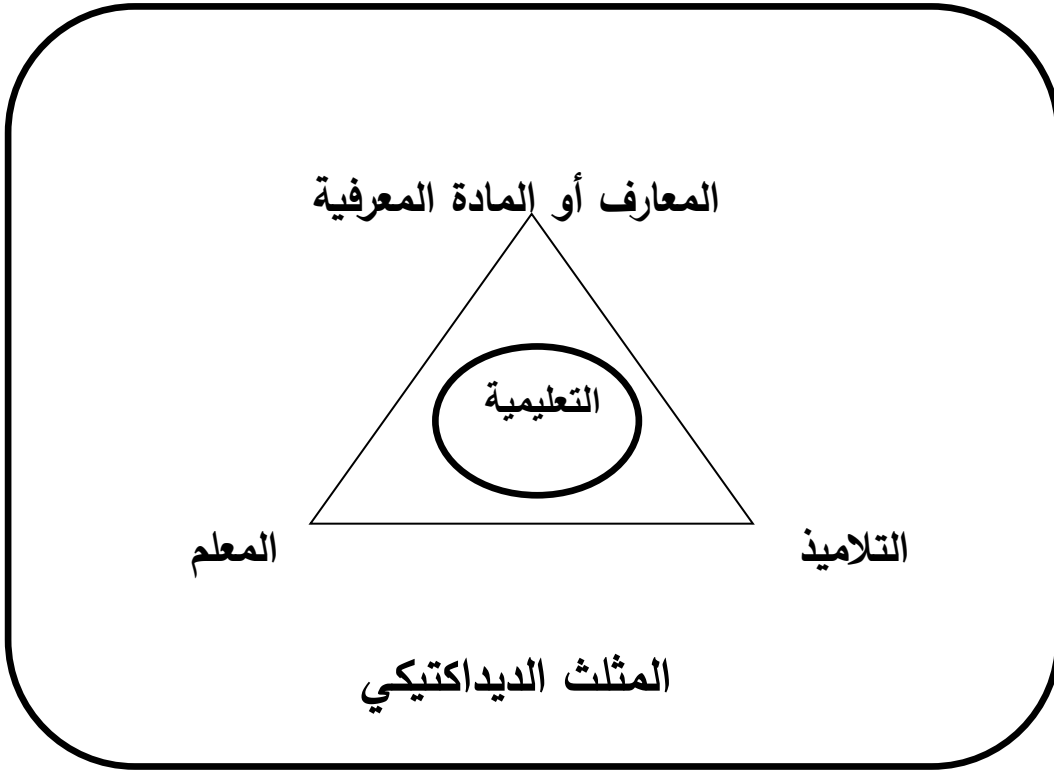 المعارف أو المادة المعرفية
التعليمية
التلاميذ
المعلم
المثلث الديداكتيكي